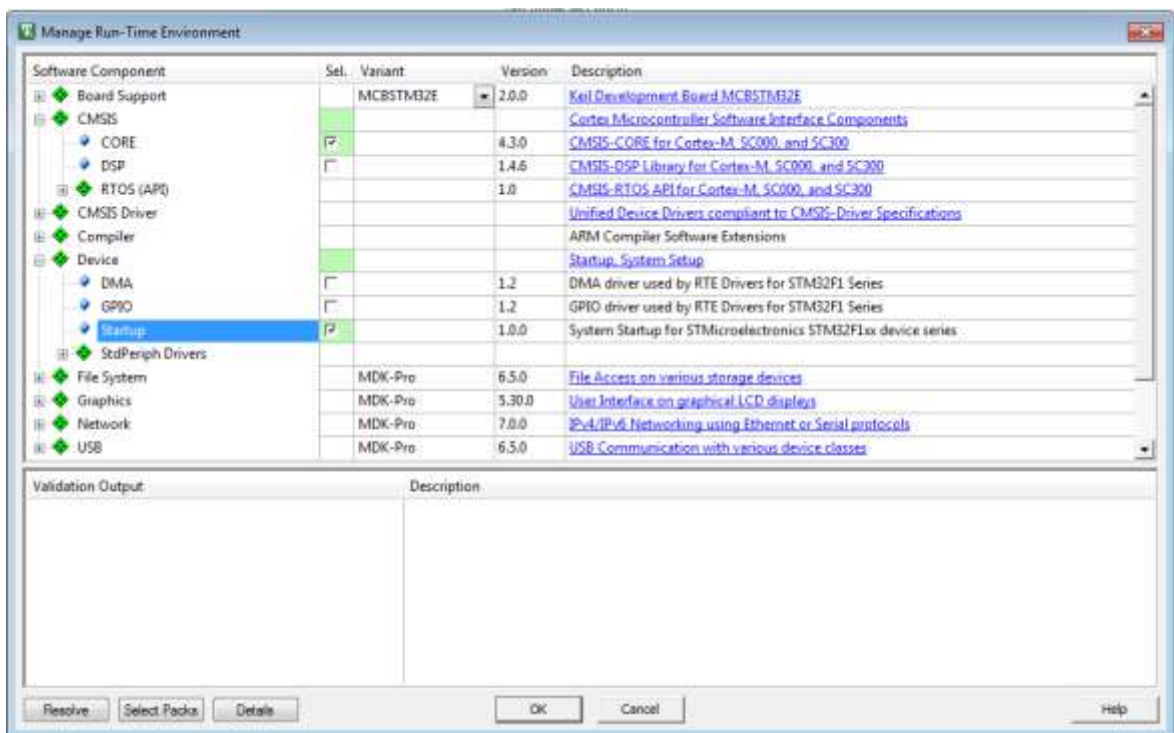 Manage Run-Time Environment
Software Component Sel. Variant Version Description
Board Support MCBSTM32E 2.0.0 Keil Development Board MCBSTM32E
CMSIS Cortex Microcontroller Software Interface Components
CORE 4.3.0 CMSIS-CORE for Cortex-M, SC000, and SC300
DSP 1.4.6 CMSIS-DSP Library for Cortex-M, SC000, and SC300
RTOS (API) 1.0 CMSIS-RTOS API for Cortex-M, SC000, and SC300
CMSIS Driver Unified Device Drivers compliant to CMSIS-Driver Specifications
Compiler ARM Compiler Software Extensions
Device Startup, System Setup
DMA 1.2 DMA driver used by RTE Drivers for STM32F1 Series
GPIO 1.2 GPIO driver used by RTE Drivers for STM32F1 Series
Startup 1.0.0 System Startup for STMicroelectronics STM32F1xx device series
StdPeriph Drivers
File System MDK-Pro 6.5.0 File Access on various storage devices
Graphics MDK-Pro 5.30.0 User Interface on graphical LCD displays
Network MDK-Pro 7.0.0 IPv4/IPv6 Networking using Ethernet or Serial protocols
USB MDK-Pro 6.5.0 USB Communication with various device classes
Validation Output Description
Resolve Select Packs Details OK Cancel Help